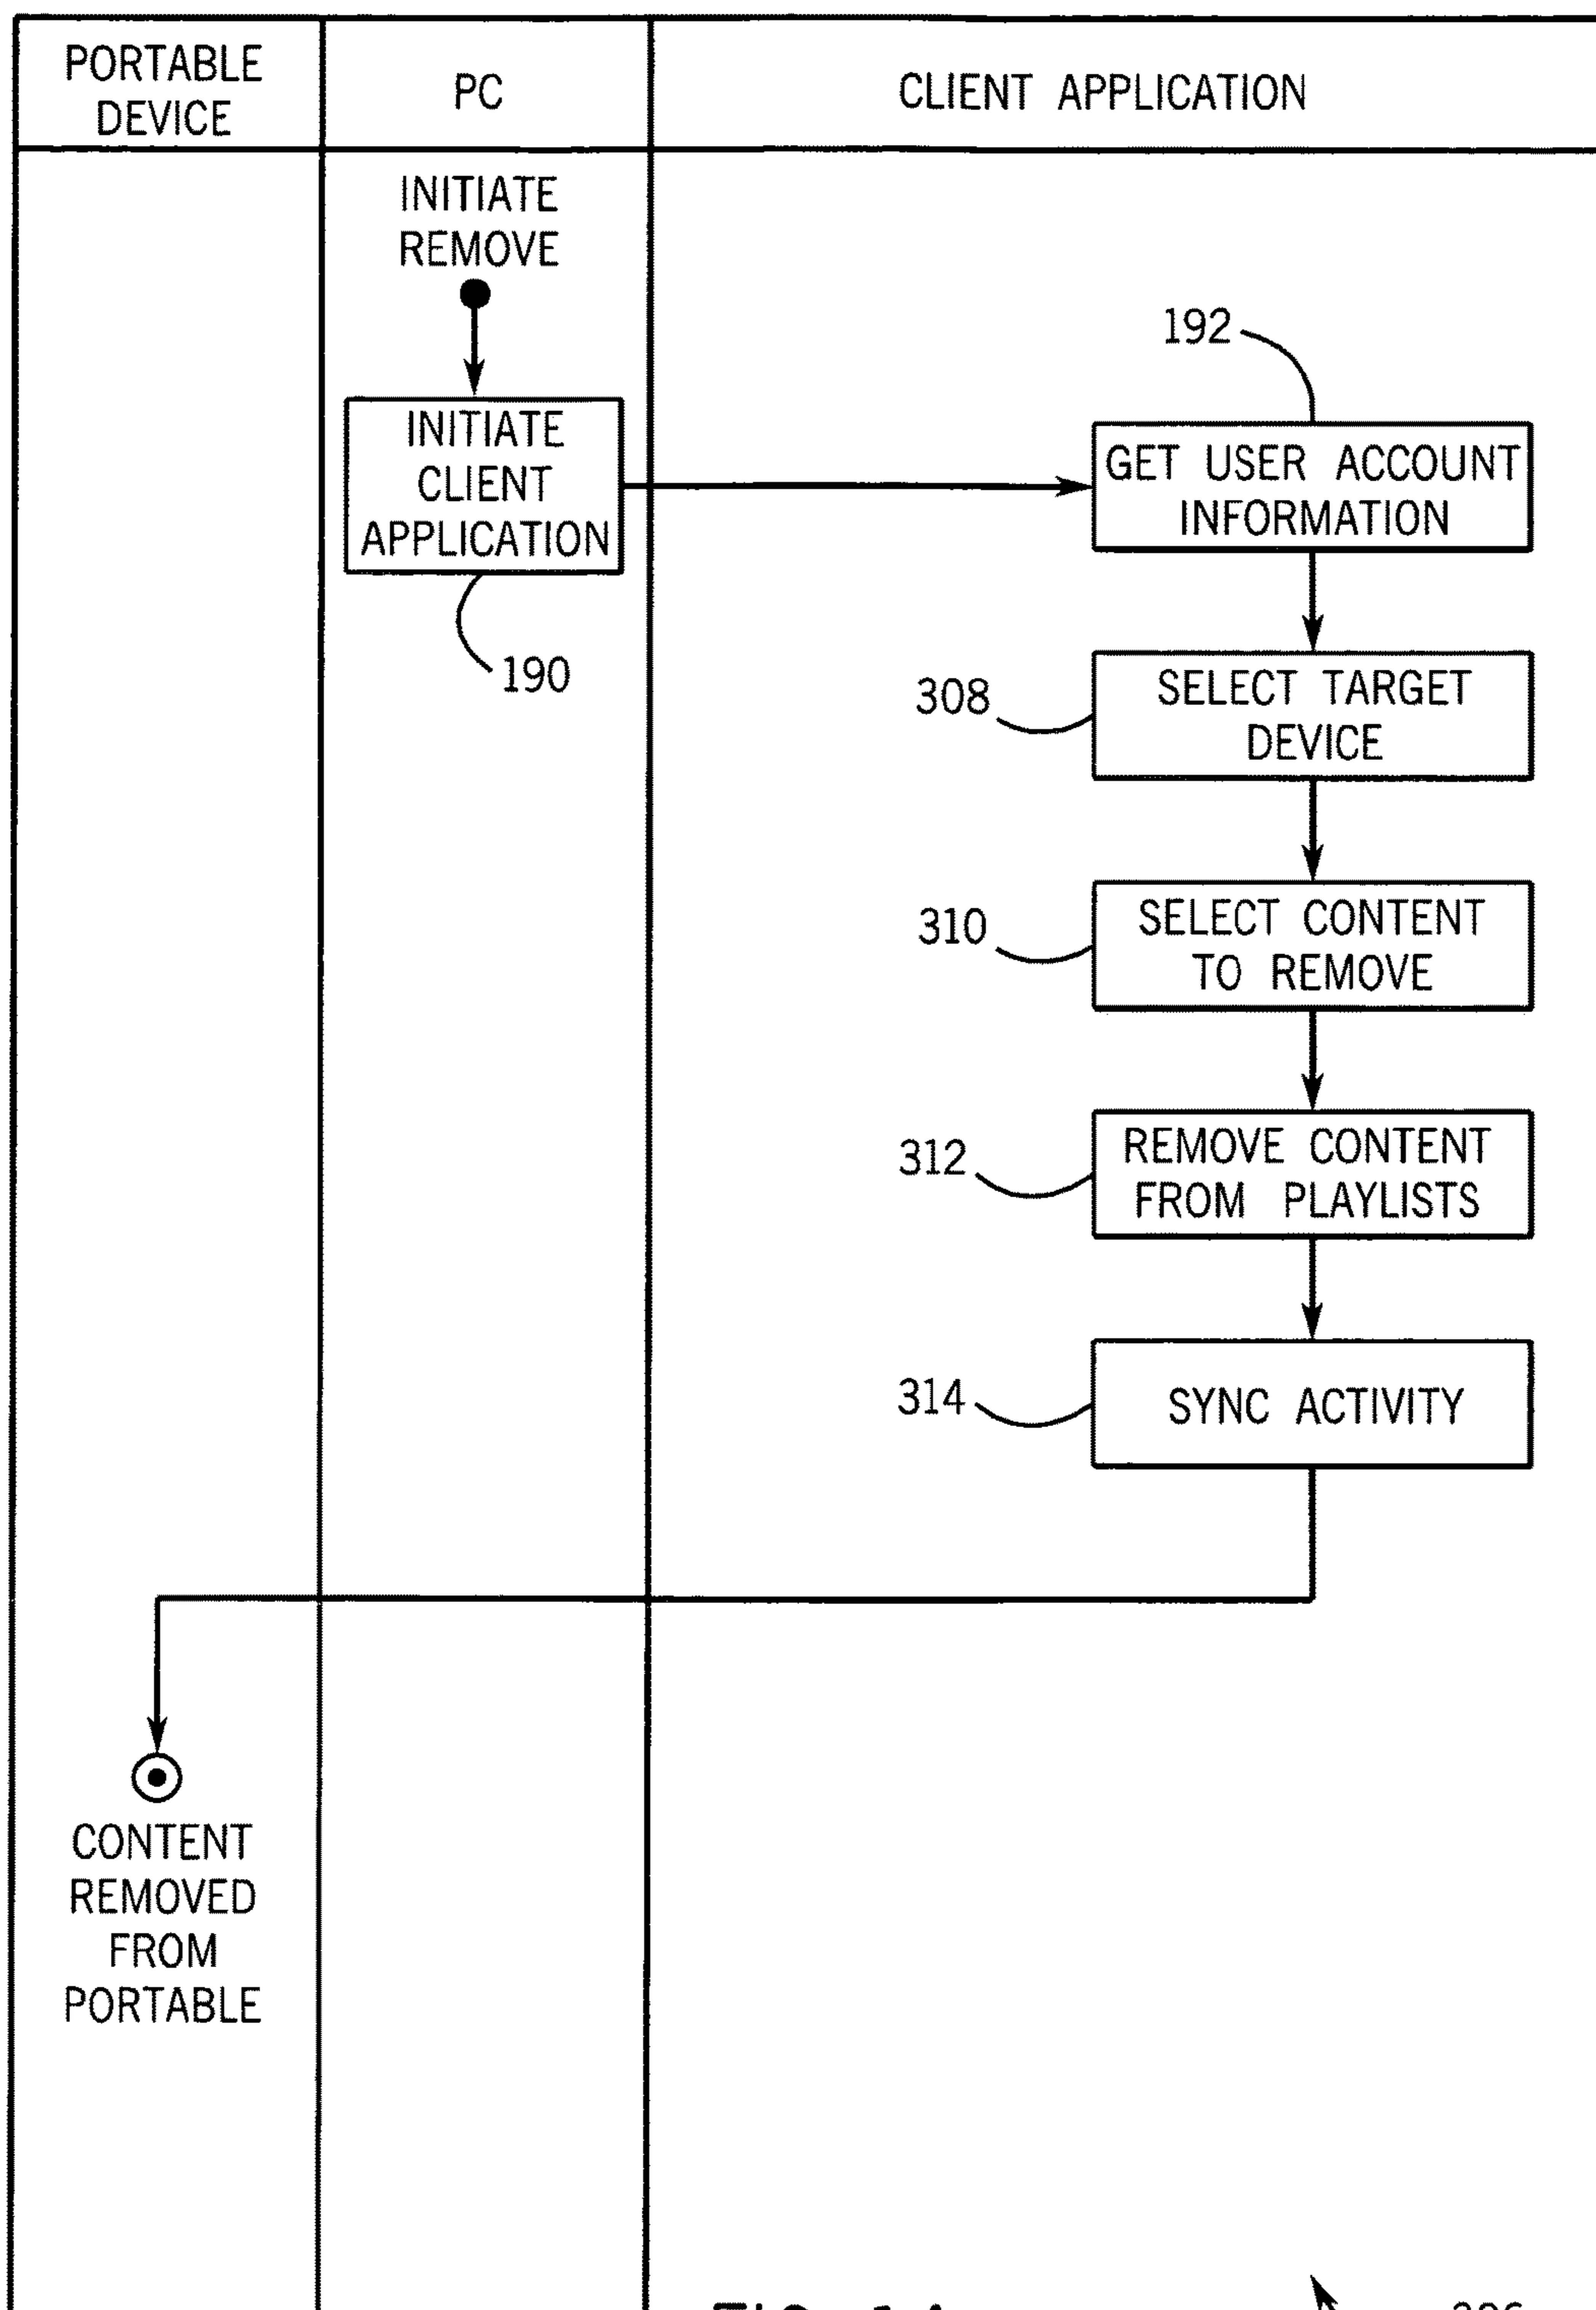 PORTABLE
DEVICE
PC
CLIENT APPLICATION
INITIATE
REMOVE
192
INITIATE
CLIENT
APPLICATION
GET USER ACCOUNT
INFORMATION
190
308
SELECT TARGET
DEVICE
310
SELECT CONTENT
TO REMOVE
312
REMOVE CONTENT
FROM PLAYLISTS
314
SYNC ACTIVITY
CONTENT
REMOVED
FROM
PORTABLE